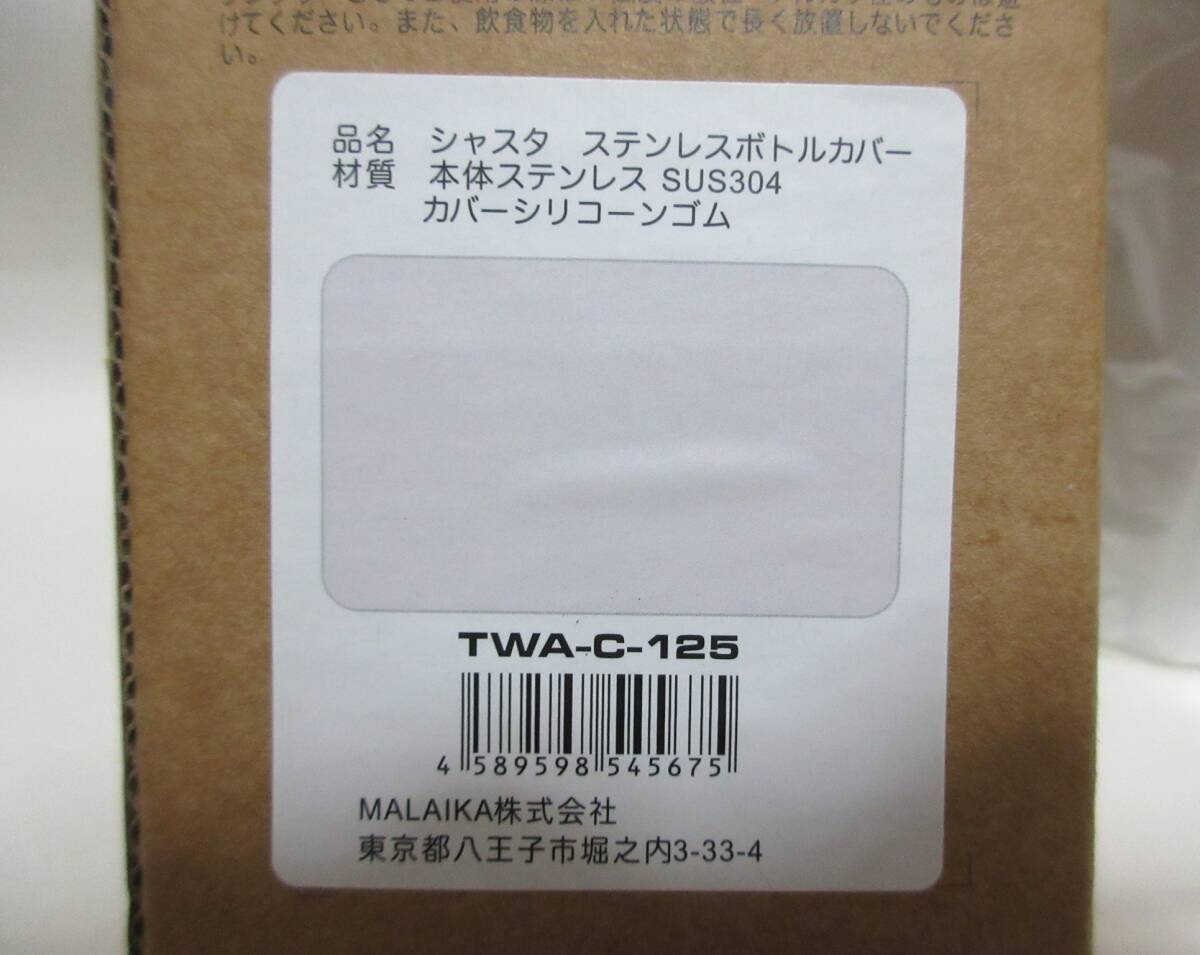 けてください。また、飲食物を入れた状態で長く放置しないでくださ
い。
品名 シャスタ ステンレスボトルカバー
材質 本体ステンレス SUS304
カバーシリコーンゴム
TWA-C-125
4 589598 545675
MALAIKA株式会社
東京都八王子市堀之内3-33-4